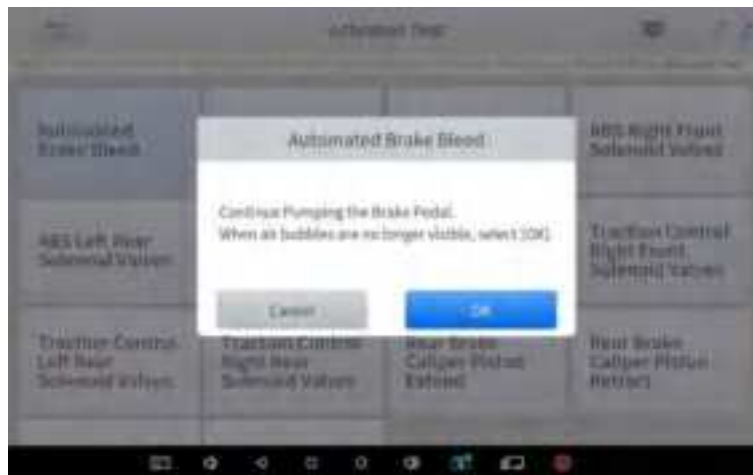 Activation Test
Automated
Brake Bleed
ABS Right Front
Solenoid Valves
Automated Brake Bleed
Continue Pumping the Brake Pedal.
When air bubbles are no longer visible, select [OK].
Cancel
OK
ABS Left Rear
Solenoid Valves
Traction Control
Right Front
Solenoid Valves
Traction Control
Left Rear
Solenoid Valves
Traction Control
Right Rear
Solenoid Valves
Rear Brake
Caliper Piston
Extend
Rear Brake
Caliper Piston
Retract